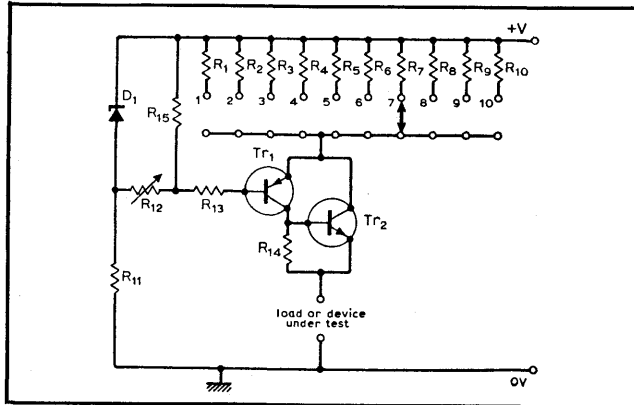 +V
R1 R2 R3 R4 R5 R6 R7 R8 R9 R10
D1
1 2 3 4 5 6 7 8 9 10
R15
Tr1
R12 R13
Tr2
R14
R11
load or device
under test
0V